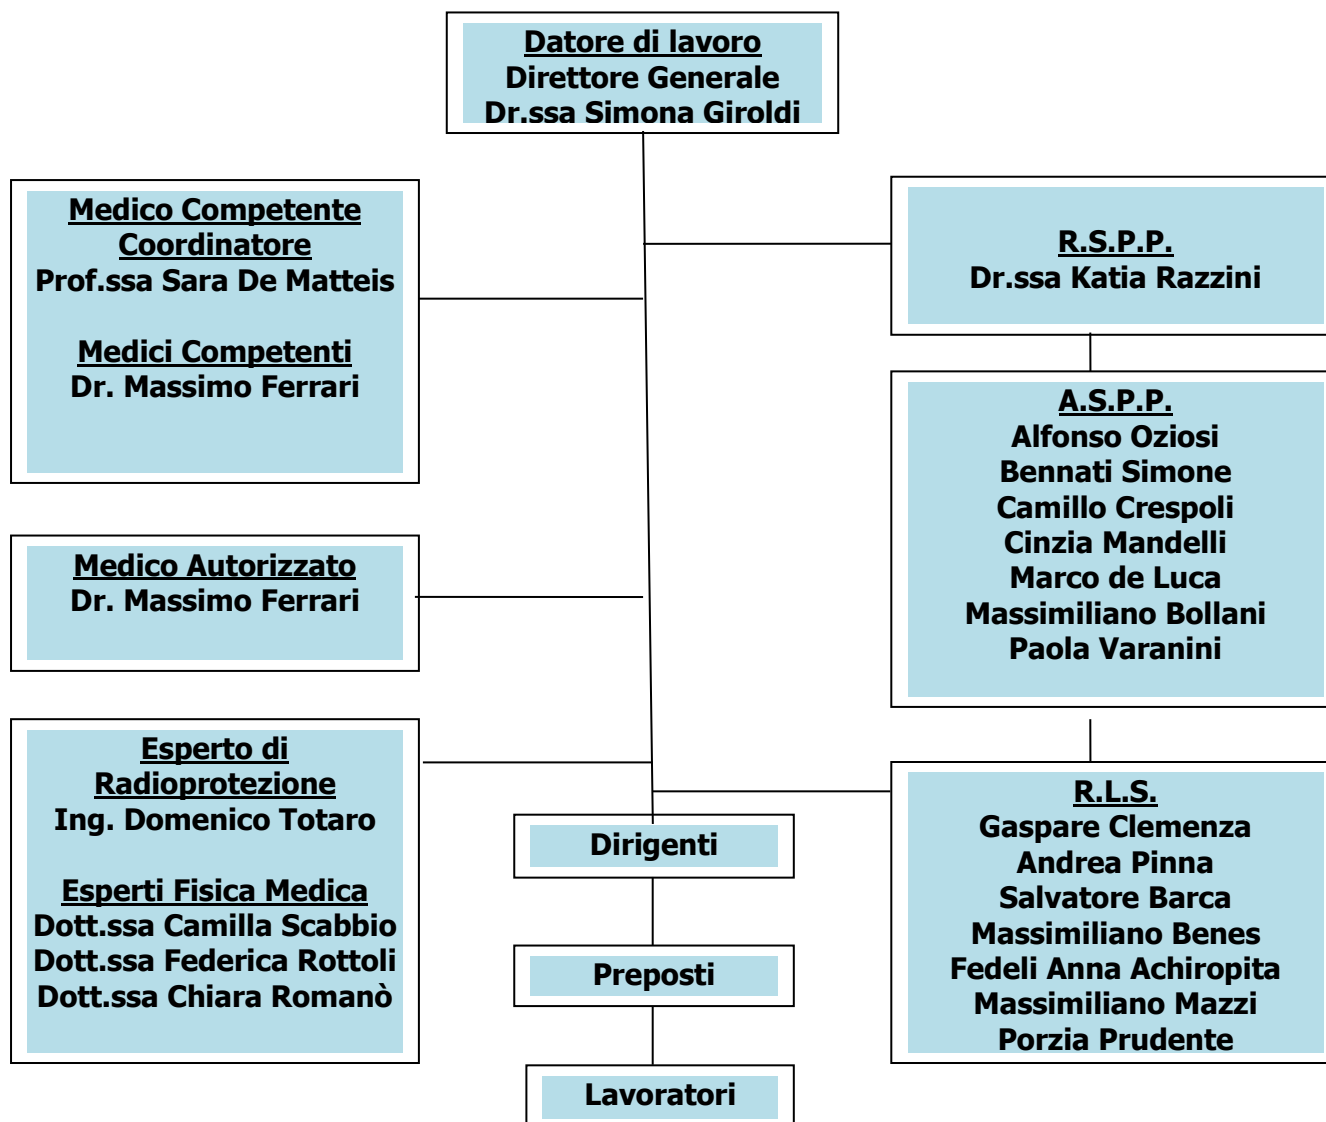 Datore di lavoro
Direttore Generale
Dr.ssa Simona Giroldi
Medico Competente
Coordinatore
Prof.ssa Sara De Matteis
Medici Competenti
Dr. Massimo Ferrari
R.S.P.P.
Dr.ssa Katia Razzini
A.S.P.P.
Alfonso Oziosi
Bennati Simone
Camillo Crespoli
Cinzia Mandelli
Marco de Luca
Massimiliano Bollani
Paola Varanini
Medico Autorizzato
Dr. Massimo Ferrari
Esperto di
Radioprotezione
Ing. Domenico Totaro
Esperti Fisica Medica
Dott.ssa Camilla Scabbio
Dott.ssa Federica Rottoli
Dott.ssa Chiara Romanò
R.L.S.
Gaspare Clemenza
Andrea Pinna
Salvatore Barca
Massimiliano Benes
Fedeli Anna Achiropita
Massimiliano Mazzi
Porzia Prudente
Dirigenti
Preposti
Lavoratori